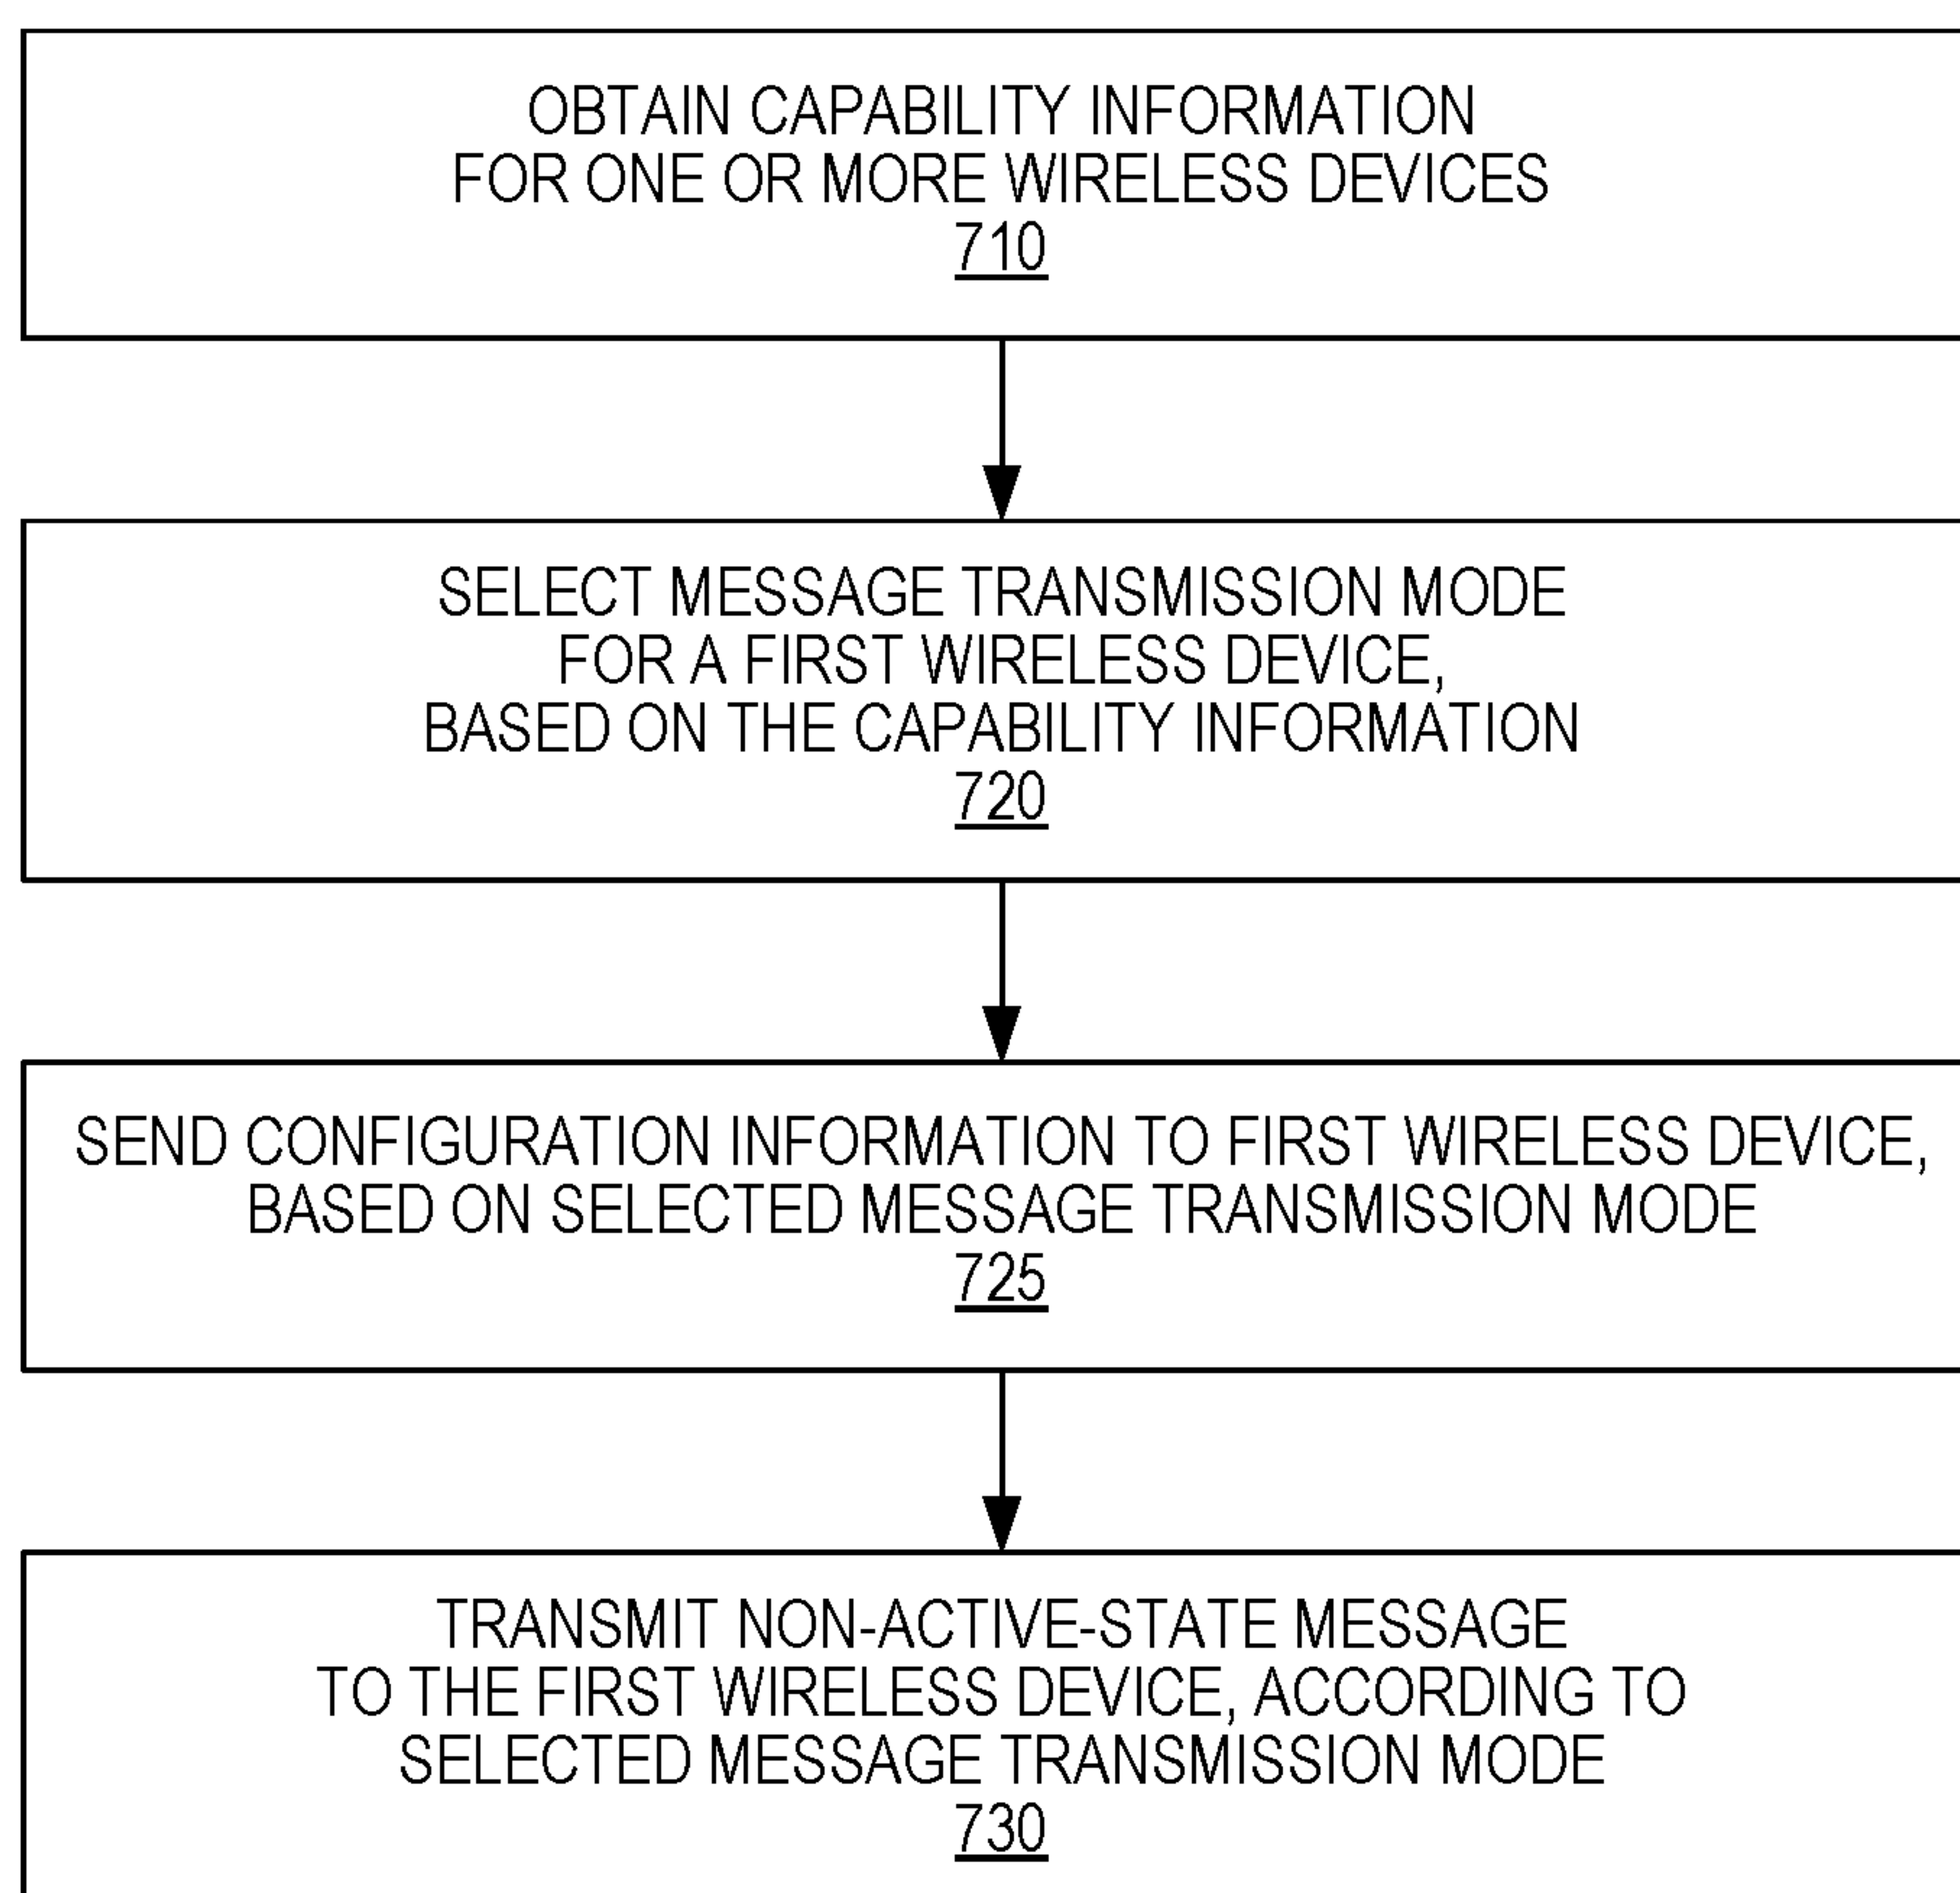 OBTAIN CAPABILITY INFORMATION
FOR ONE OR MORE WIRELESS DEVICES
710
SELECT MESSAGE TRANSMISSION MODE
FOR A FIRST WIRELESS DEVICE,
BASED ON THE CAPABILITY INFORMATION
720
SEND CONFIGURATION INFORMATION TO FIRST WIRELESS DEVICE,
BASED ON SELECTED MESSAGE TRANSMISSION MODE
725
TRANSMIT NON-ACTIVE-STATE MESSAGE
TO THE FIRST WIRELESS DEVICE, ACCORDING TO
SELECTED MESSAGE TRANSMISSION MODE
730